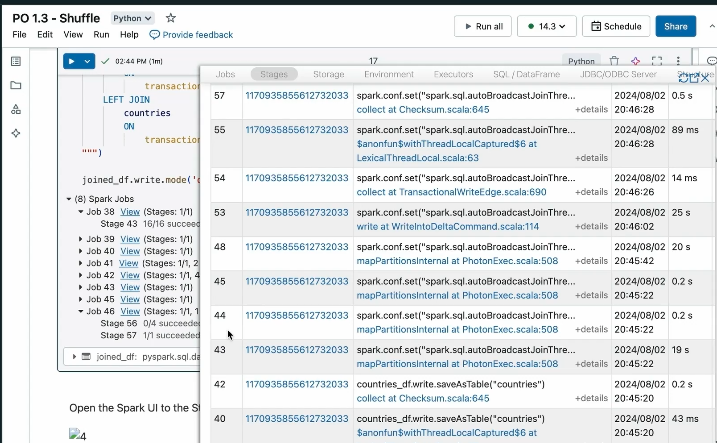 PO 1.3 - Shuffle Python
File Edit View Run Help Provide feedback
Run all
14.3
Schedule
Share
02:44 PM (1m)
17
Python
transactio
LEFT JOIN
countries
ON
transactio
""")
joined_df.write.mode('
(8) Spark Jobs
Job 38 View (Stages: 1/1)
Stage 43 16/16 succeed
Job 39 View (Stages: 1/1)
Job 40 View (Stages: 1/1)
Job 41 View (Stages: 1/1, 2
Job 42 View (Stages: 1/1, 4
Job 43 View (Stages: 1/1)
Job 45 View (Stages: 1/1)
Job 46 View (Stages: 1/1, 1
Stage 56 0/4 succeeded
Stage 57 1/1 succeeded
joined_df: pyspark.sql.da
Open the Spark UI to the St
4
Jobs Stages Storage Environment Executors SQL / DataFrame JDBC/ODBC Server Structure
57 1170935855612732033 spark.conf.set("spark.sql.autoBroadcastJoinThre... 2024/08/02 0.5 s
collect at Checksum.scala:645 +details 20:46:28
55 1170935855612732033 spark.conf.set("spark.sql.autoBroadcastJoinThre... 2024/08/02 89 ms
$anonfun$withThreadLocalCaptured$6 at 20:46:28
LexicalThreadLocal.scala:63 +details
54 1170935855612732033 spark.conf.set("spark.sql.autoBroadcastJoinThre... 2024/08/02 14 ms
collect at TransactionalWriteEdge.scala:690 +details 20:46:26
53 1170935855612732033 spark.conf.set("spark.sql.autoBroadcastJoinThre... 2024/08/02 25 s
write at WriteIntoDeltaCommand.scala:114 +details 20:46:02
48 1170935855612732033 spark.conf.set("spark.sql.autoBroadcastJoinThre... 2024/08/02 20 s
mapPartitionsInternal at PhotonExec.scala:508 +details 20:45:42
45 1170935855612732033 spark.conf.set("spark.sql.autoBroadcastJoinThre... 2024/08/02 0.2 s
mapPartitionsInternal at PhotonExec.scala:508 +details 20:45:22
44 1170935855612732033 spark.conf.set("spark.sql.autoBroadcastJoinThre... 2024/08/02 0.2 s
mapPartitionsInternal at PhotonExec.scala:508 +details 20:45:22
43 1170935855612732033 spark.conf.set("spark.sql.autoBroadcastJoinThre... 2024/08/02 19 s
mapPartitionsInternal at PhotonExec.scala:508 +details 20:45:22
42 1170935855612732033 countries_df.write.saveAsTable("countries") 2024/08/02 0.2 s
collect at Checksum.scala:645 +details 20:45:20
40 1170935855612732033 countries_df.write.saveAsTable("countries") 2024/08/02 43 ms
$anonfun$withThreadLocalCaptured$6 at 20:45:20